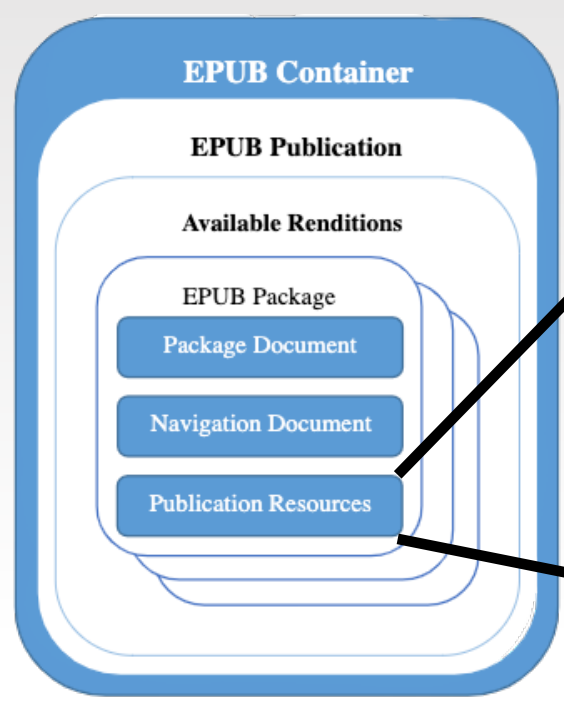 EPUB Container
EPUB Publication
Available Renditions
EPUB Package
Package Document
Navigation Document
Publication Resources